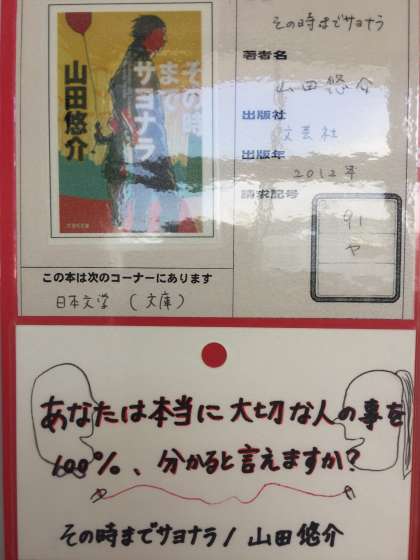 その時までサヨナラ
山田悠介
その時まで
サヨナラ
著者名
山田悠介
出版社
文芸社
出版年
2012年
請求記号
91
ヤ
この本は次のコーナーにあります
日本文学 (文庫)
あなたは本当に大切な人の事を
100%、分かると言えますか?
その時までサヨナラ/山田悠介